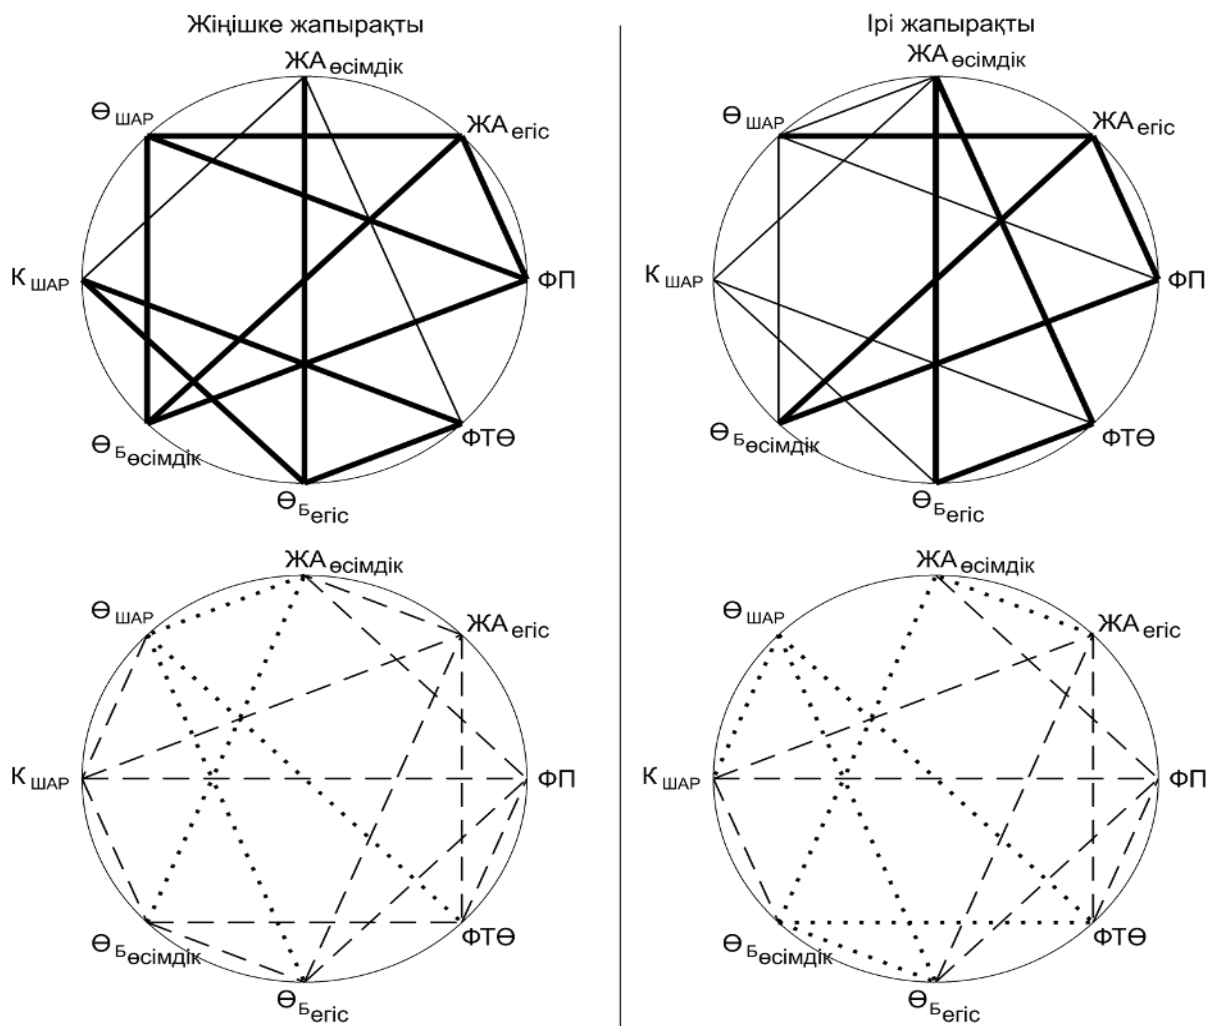 Жіңішке жапырақты
ЖА өсімдік
Ө ШАР
ЖА егіс
К ШАР
ФП
Ө Б өсімдік
ФТӨ
Ө Б егіс
Ірі жапырақты
ЖА өсімдік
Ө ШАР
ЖА егіс
К ШАР
ФП
Ө Б өсімдік
ФТӨ
Ө Б егіс
ЖА өсімдік
Ө ШАР
ЖА егіс
К ШАР
ФП
Ө Б өсімдік
ФТӨ
Ө Б егіс
ЖА өсімдік
Ө ШАР
ЖА егіс
К ШАР
ФП
Ө Б өсімдік
ФТӨ
Ө Б егіс